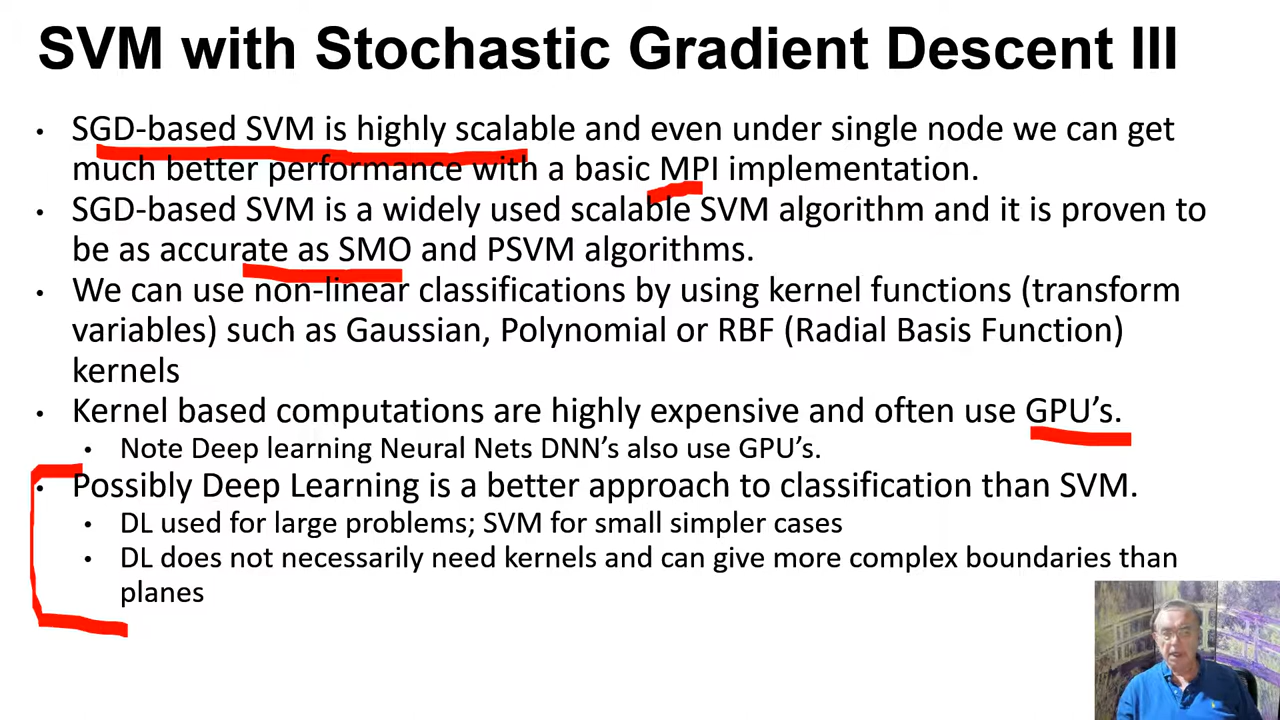 SVM with Stochastic Gradient Descent III
• SGD-based SVM is highly scalable and even under single node we can get
much better performance with a basic MPI implementation.
• SGD-based SVM is a widely used scalable SVM algorithm and it is proven to
be as accurate as SMO and PSVM algorithms.
• We can use non-linear classifications by using kernel functions (transform
variables) such as Gaussian, Polynomial or RBF (Radial Basis Function)
kernels
• Kernel based computations are highly expensive and often use GPU’s.
• Note Deep learning Neural Nets DNN’s also use GPU’s.
• Possibly Deep Learning is a better approach to classification than SVM.
• DL used for large problems; SVM for small simpler cases
• DL does not necessarily need kernels and can give more complex boundaries than
planes